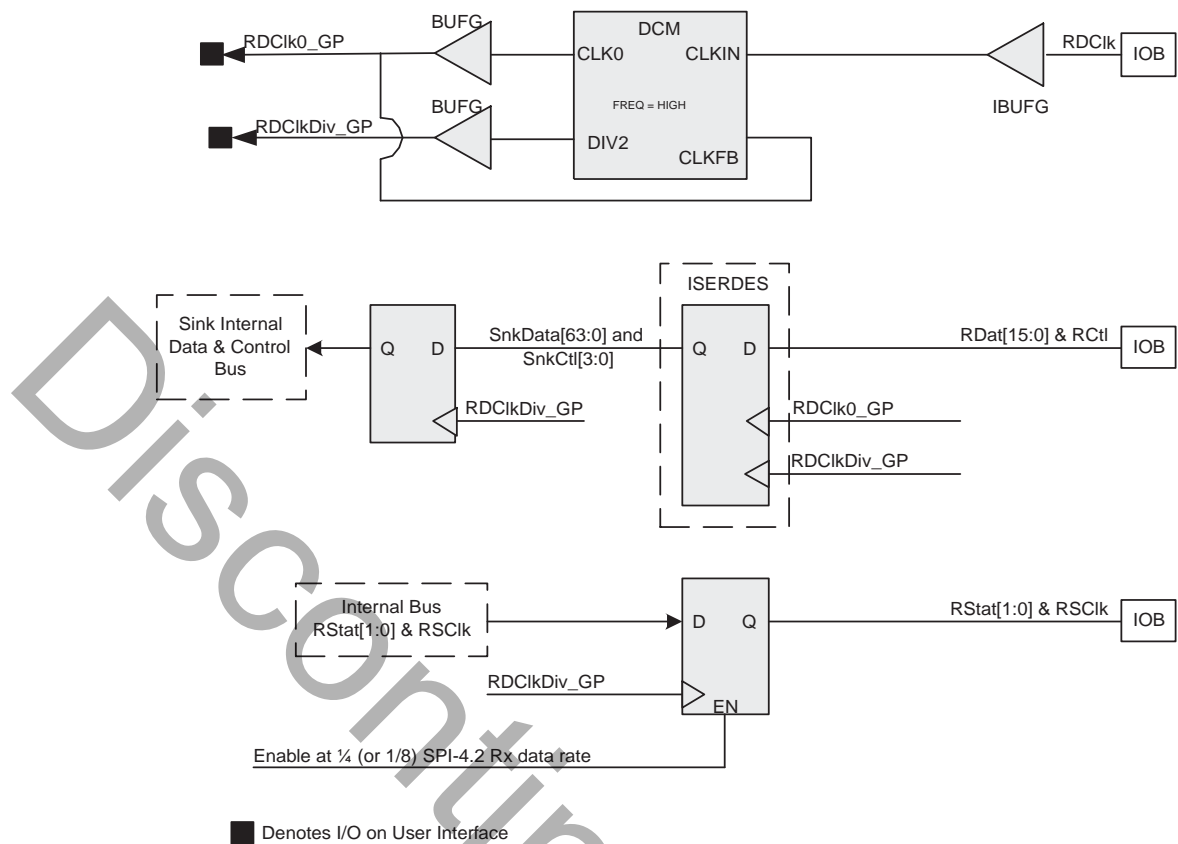 BUFG
DCM
RDClk0_GP
CLK0
CLKIN
RDClk
IOB
FREQ = HIGH
IBUFG
BUFG
RDClkDiv_GP
DIV2
CLKFB
ISERDES
Sink Internal
Data & Control
Bus
Q
D
SnkData[63:0] and
SnkCtl[3:0]
Q
D
RDat[15:0] & RCtl
IOB
RDClkDiv_GP
RDClk0_GP
RDClkDiv_GP
Internal Bus
RStat[1:0] & RSClk
D
Q
RStat[1:0] & RSClk
IOB
RDClkDiv_GP
EN
Enable at ¼ (or 1/8) SPI-4.2 Rx data rate
Denotes I/O on User Interface
Discontin